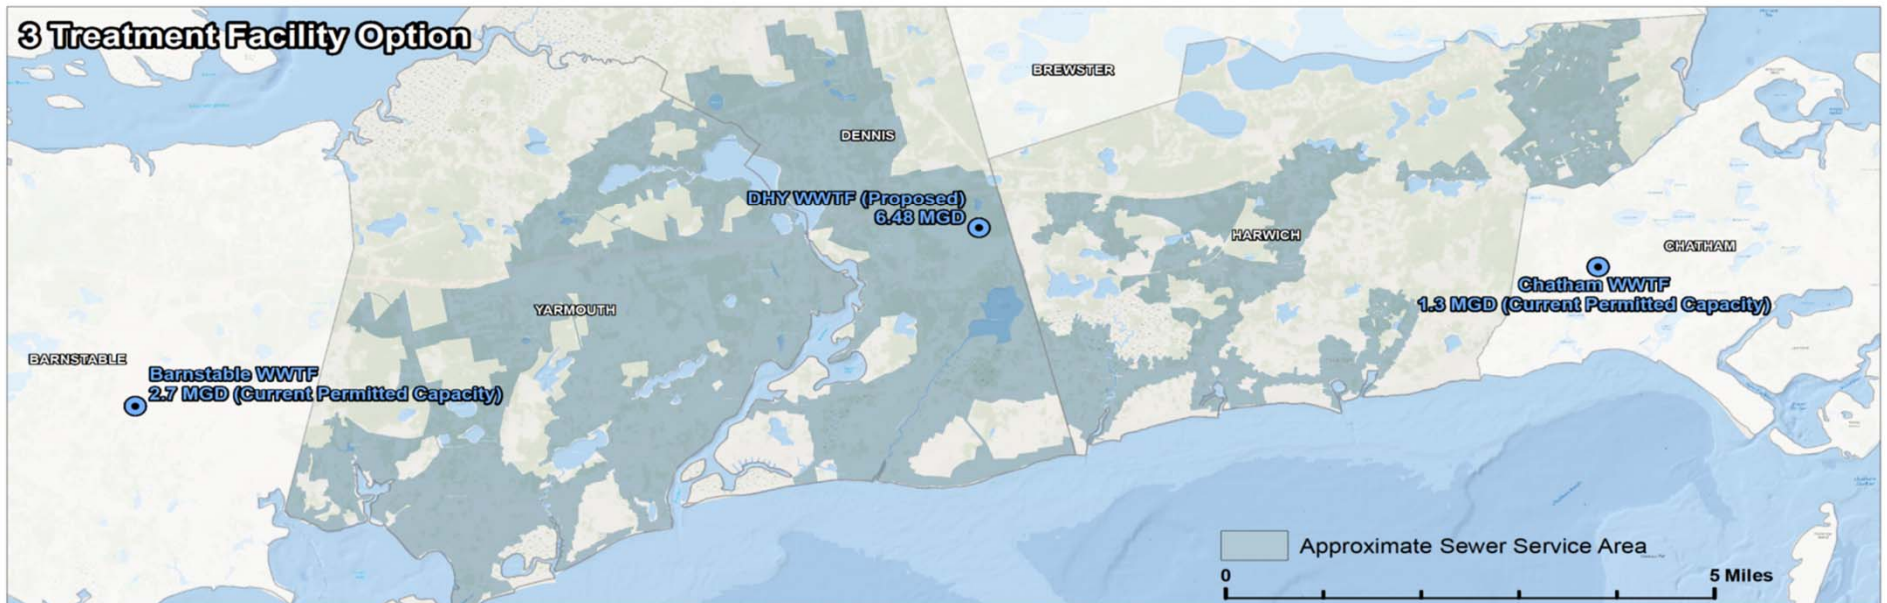 3 Treatment Facility Option
BREWSTER
DENNIS
DHY WWTF (Proposed)
6.48 MGD
HARWICH
CHATHAM
Chatham WWTF
1.3 MGD (Current Permitted Capacity)
YARMOUTH
BARNSTABLE
Barnstable WWTF
2.7 MGD (Current Permitted Capacity)
Approximate Sewer Service Area
0
5 Miles